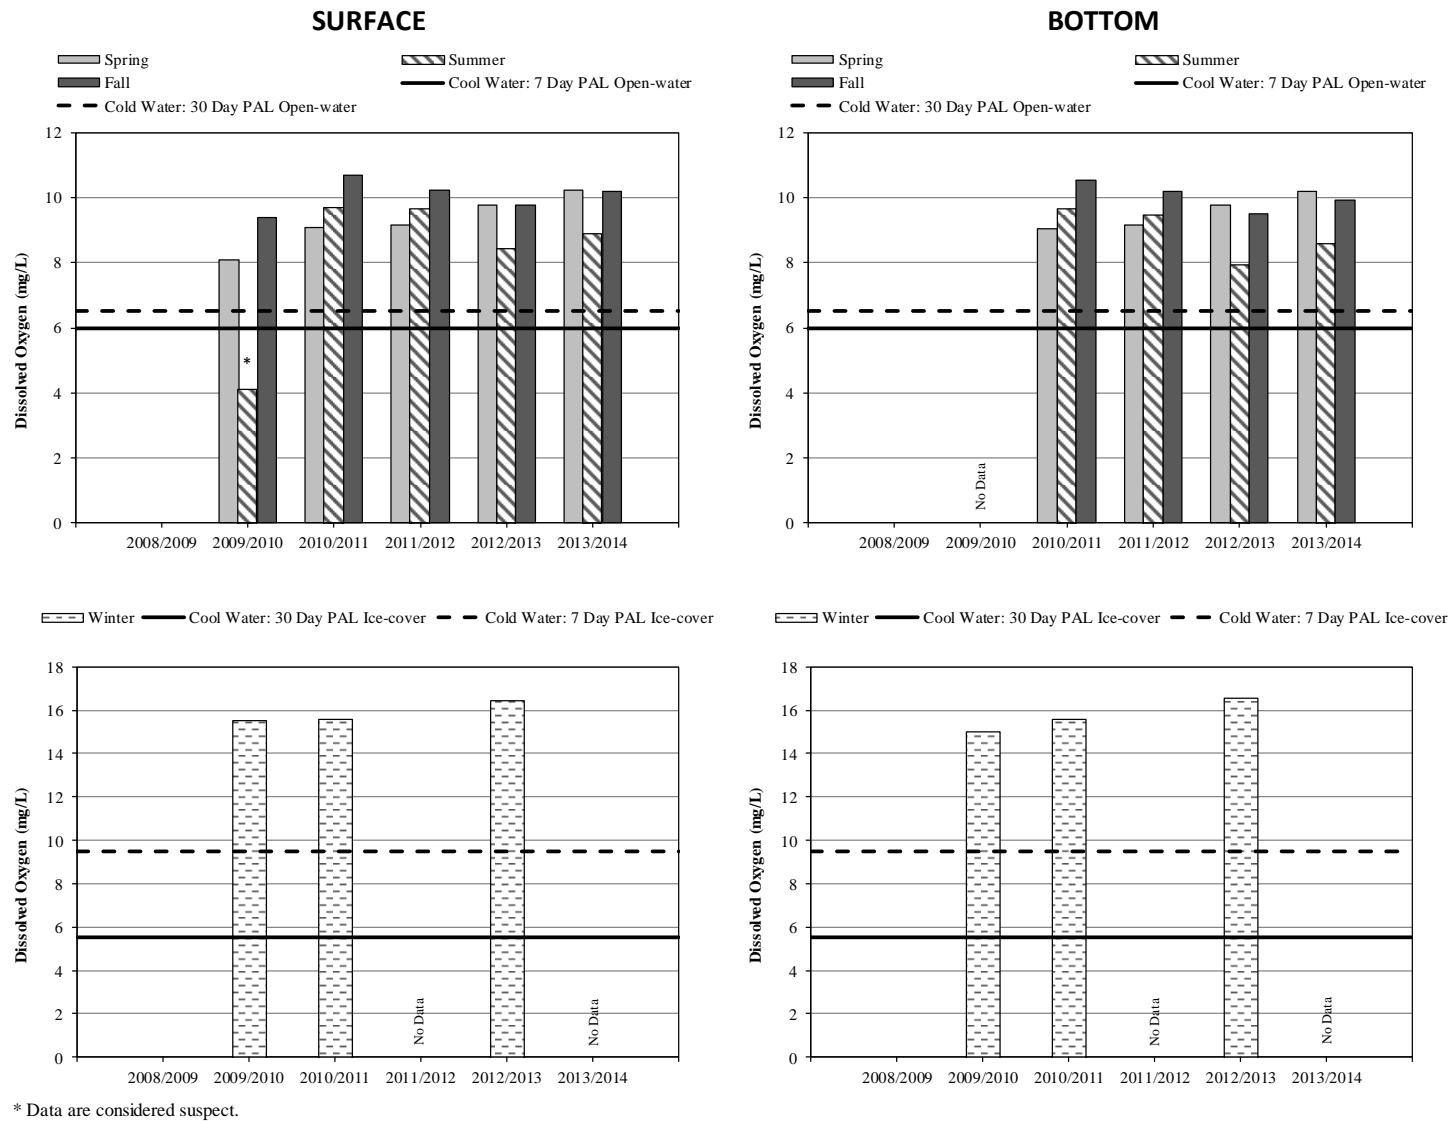 SURFACE
Spring
Summer
Fall
Cool Water: 7 Day PAL Open-water
Cold Water: 30 Day PAL Open-water
Dissolved Oxygen (mg/L)
12
10
8
6
4
2
0
*
2008/2009 2009/2010 2010/2011 2011/2012 2012/2013 2013/2014
BOTTOM
Spring
Summer
Fall
Cool Water: 7 Day PAL Open-water
Cold Water: 30 Day PAL Open-water
Dissolved Oxygen (mg/L)
12
10
8
6
4
2
0
No Data
2008/2009 2009/2010 2010/2011 2011/2012 2012/2013 2013/2014
Winter Cool Water: 30 Day PAL Ice-cover Cold Water: 7 Day PAL Ice-cover
Dissolved Oxygen (mg/L)
18
16
14
12
10
8
6
4
2
0
No Data
No Data
2008/2009 2009/2010 2010/2011 2011/2012 2012/2013 2013/2014
Winter Cool Water: 30 Day PAL Ice-cover Cold Water: 7 Day PAL Ice-cover
Dissolved Oxygen (mg/L)
18
16
14
12
10
8
6
4
2
0
No Data
No Data
2008/2009 2009/2010 2010/2011 2011/2012 2012/2013 2013/2014
* Data are considered suspect.